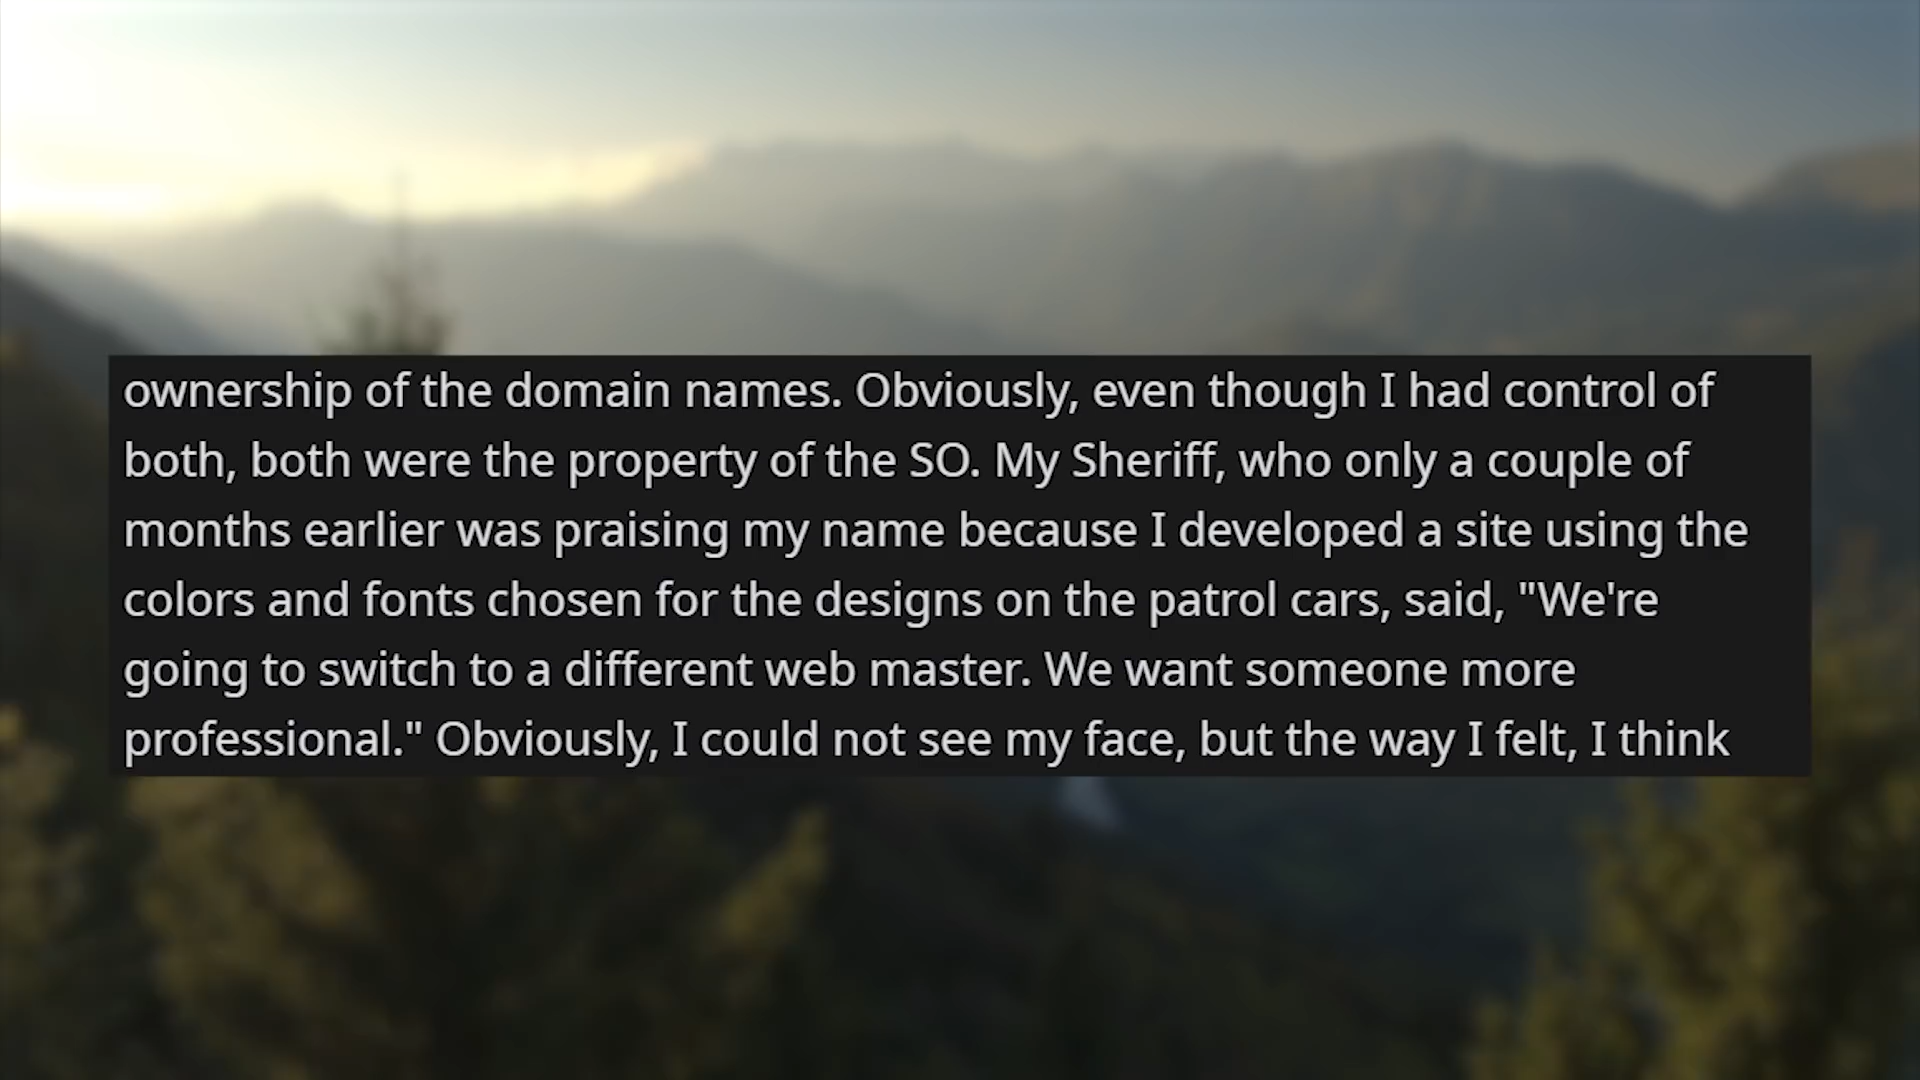 ownership of the domain names. Obviously, even though I had control of
both, both were the property of the SO. My Sheriff, who only a couple of
months earlier was praising my name because I developed a site using the
colors and fonts chosen for the designs on the patrol cars, said, "We're
going to switch to a different web master. We want someone more
professional." Obviously, I could not see my face, but the way I felt, I think